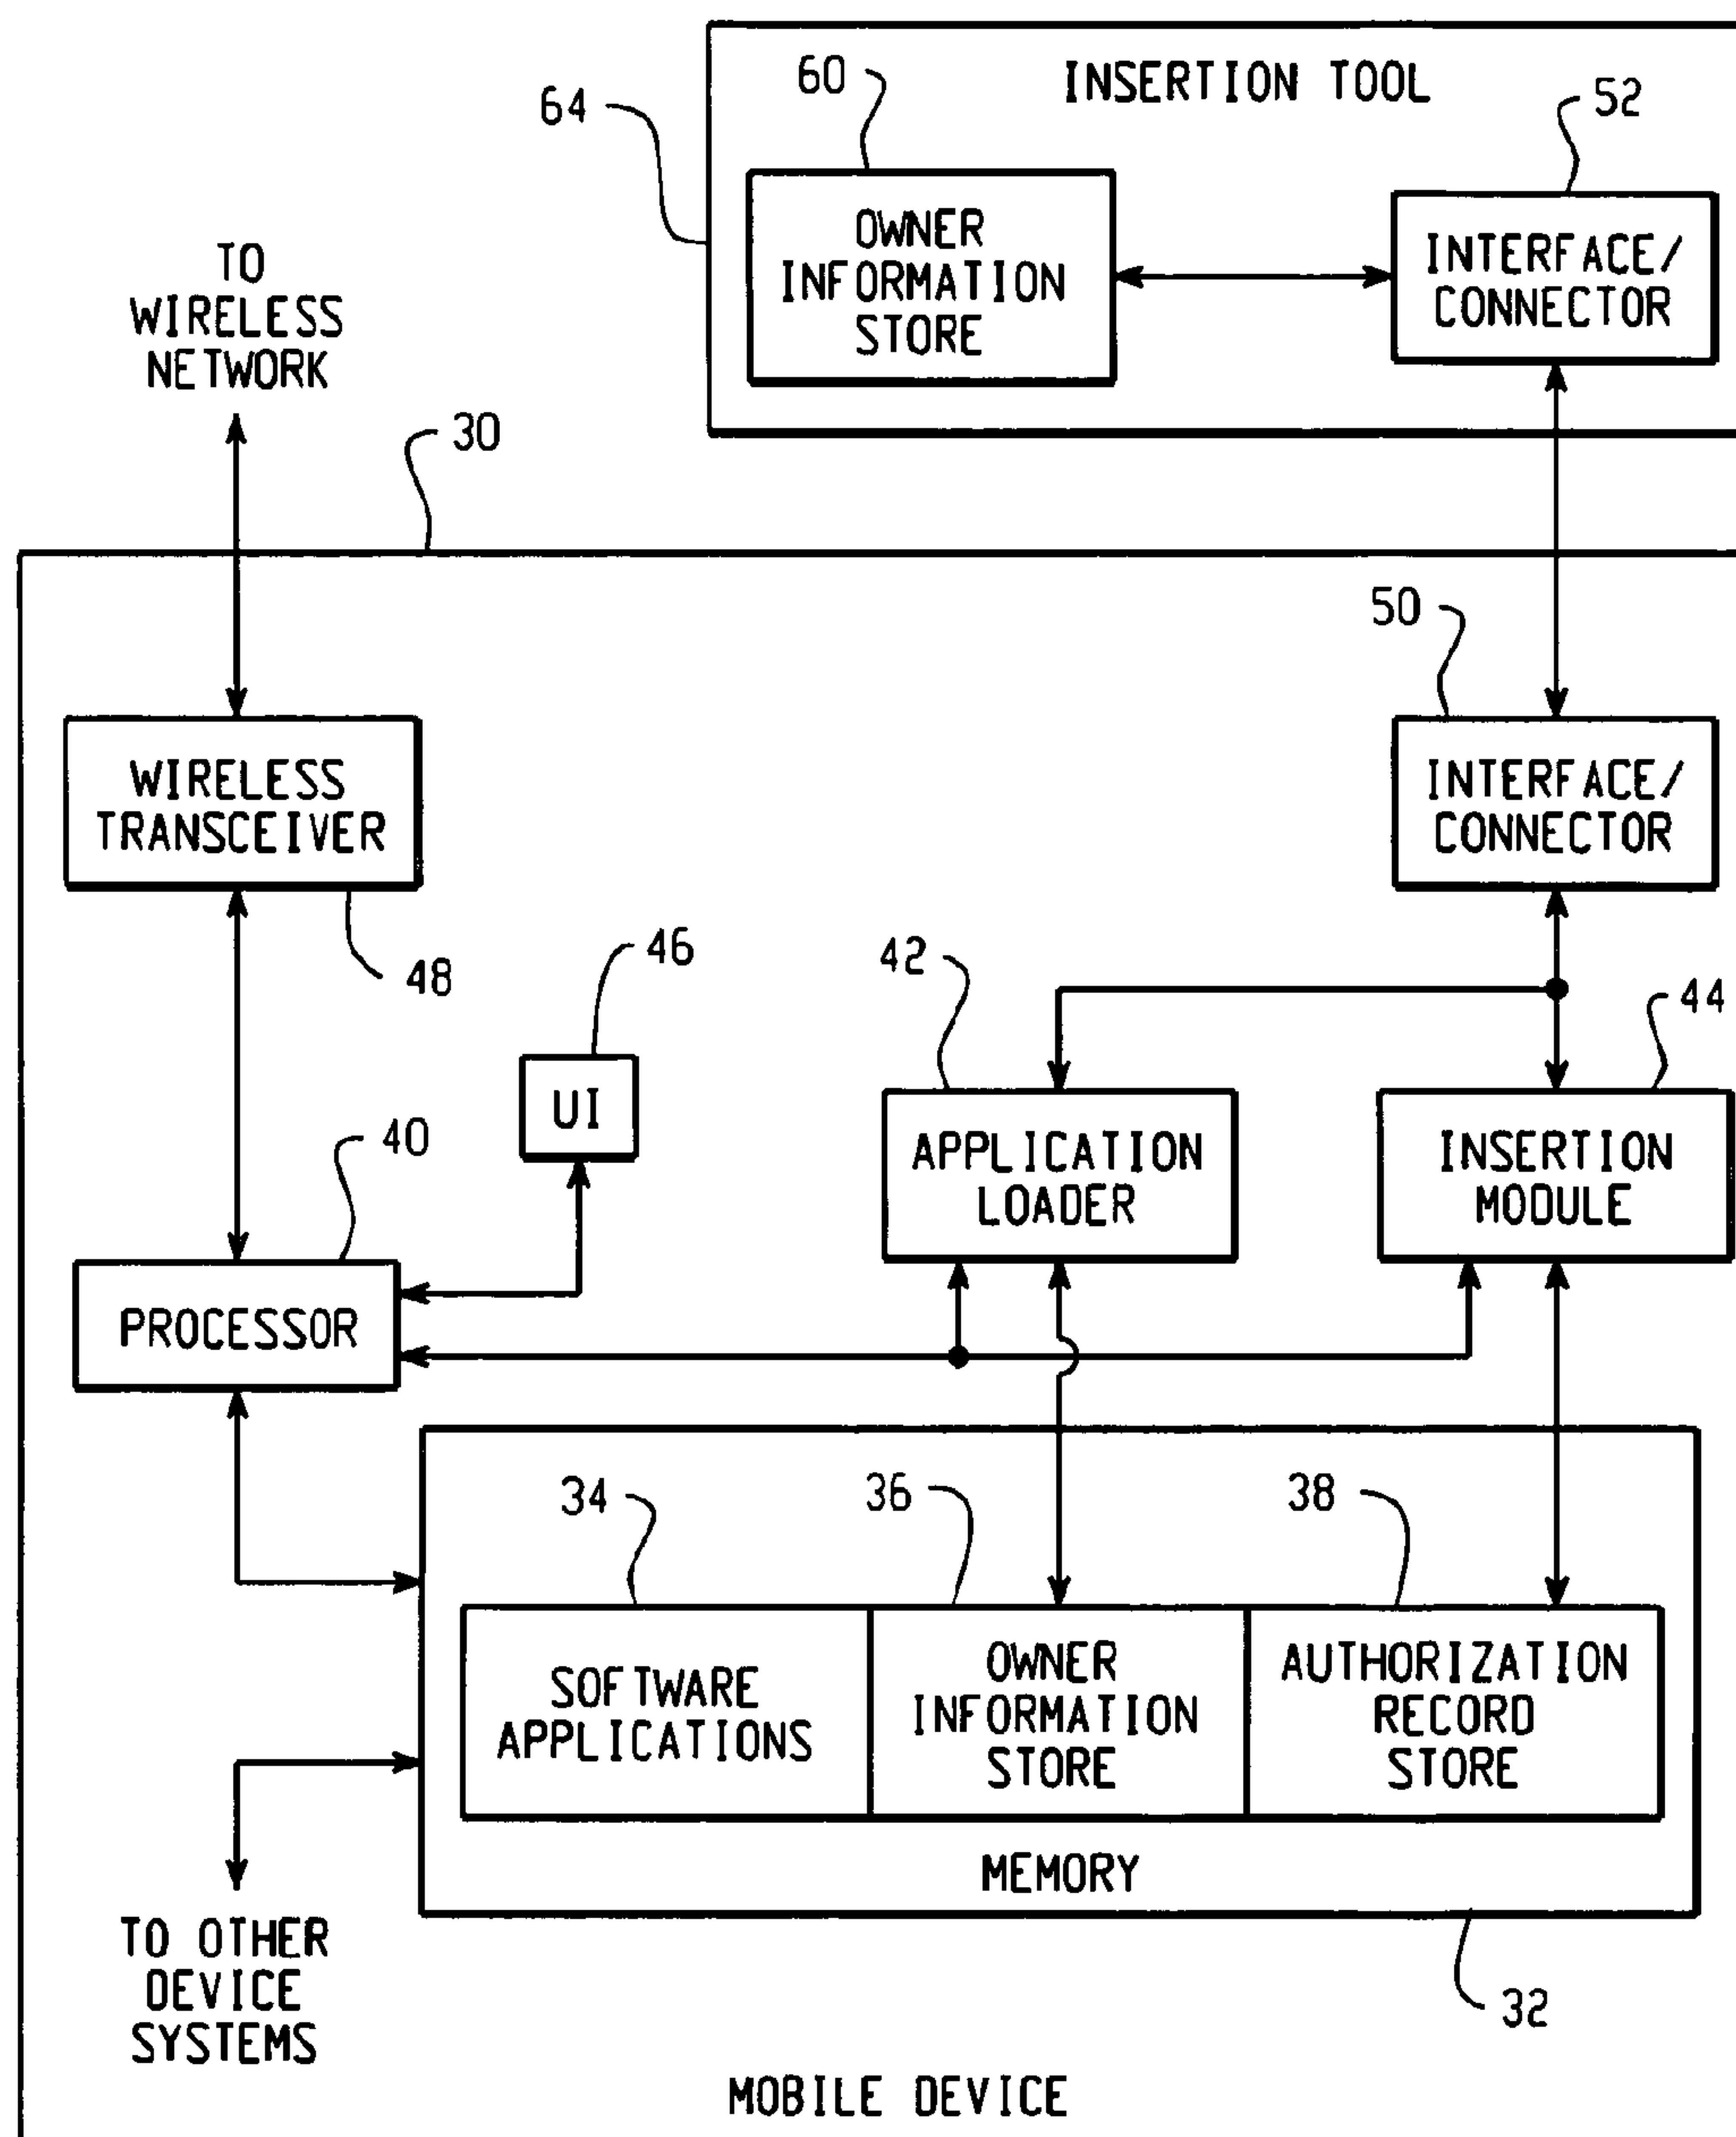 INSERTION TOOL
60
52
64
OWNER
INFORMATION
STORE
INTERFACE/
CONNECTOR
TO
WIRELESS
NETWORK
30
50
WIRELESS
TRANSCEIVER
INTERFACE/
CONNECTOR
48
46
42
44
UI
40
APPLICATION
LOADER
INSERTION
MODULE
PROCESSOR
34
36
38
SOFTWARE
APPLICATIONS
OWNER
INFORMATION
STORE
AUTHORIZATION
RECORD
STORE
MEMORY
TO OTHER
DEVICE
SYSTEMS
32
MOBILE DEVICE